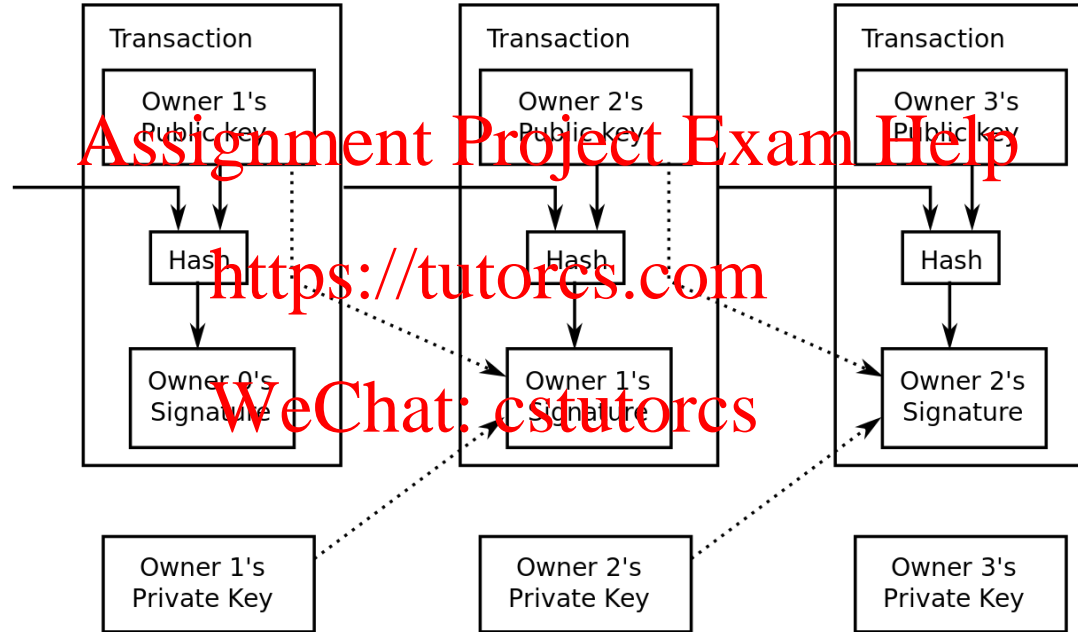 Transaction
Transaction
Transaction
Owner 1's
Public key
Owner 2's
Public key
Owner 3's
Public key
Assignment Project Exam Help
Hash
Hash
Hash
https://tutorcs.com
Owner 0's
Signature
Owner 1's
Signature
Owner 2's
Signature
WeChat: cstutorcs
Owner 1's
Private Key
Owner 2's
Private Key
Owner 3's
Private Key